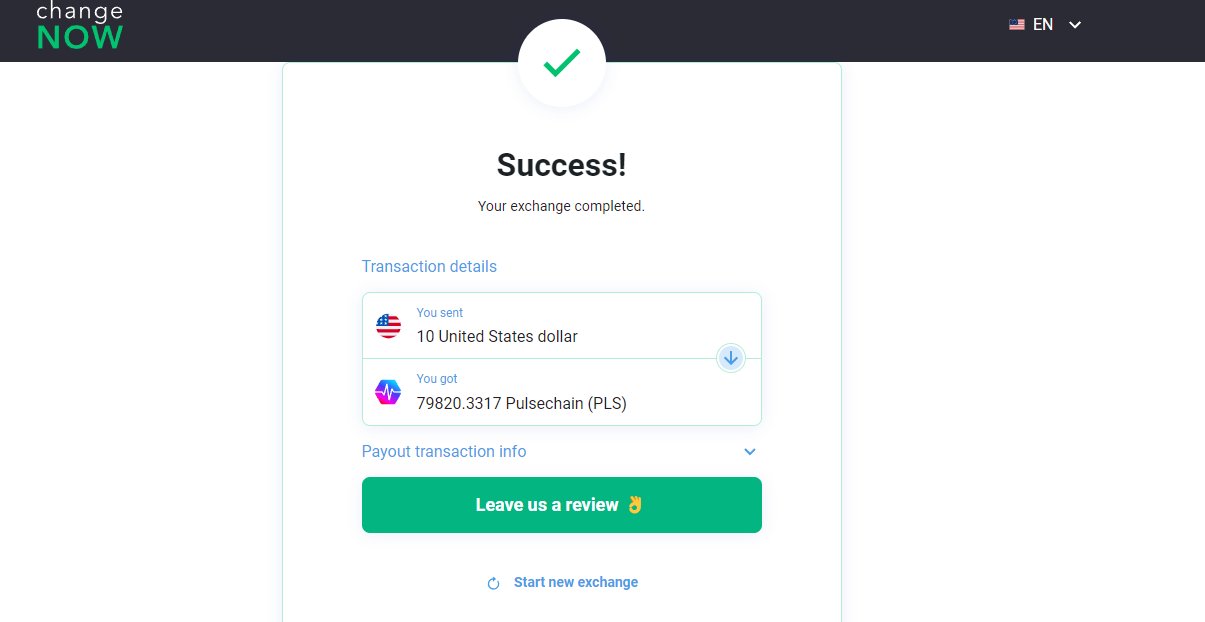 change
NOW
EN
Success!
Your exchange completed.
Transaction details
You sent
10 United States dollar
You got
79820.3317 Pulsechain (PLS)
Payout transaction info
Leave us a review 👌
Start new exchange